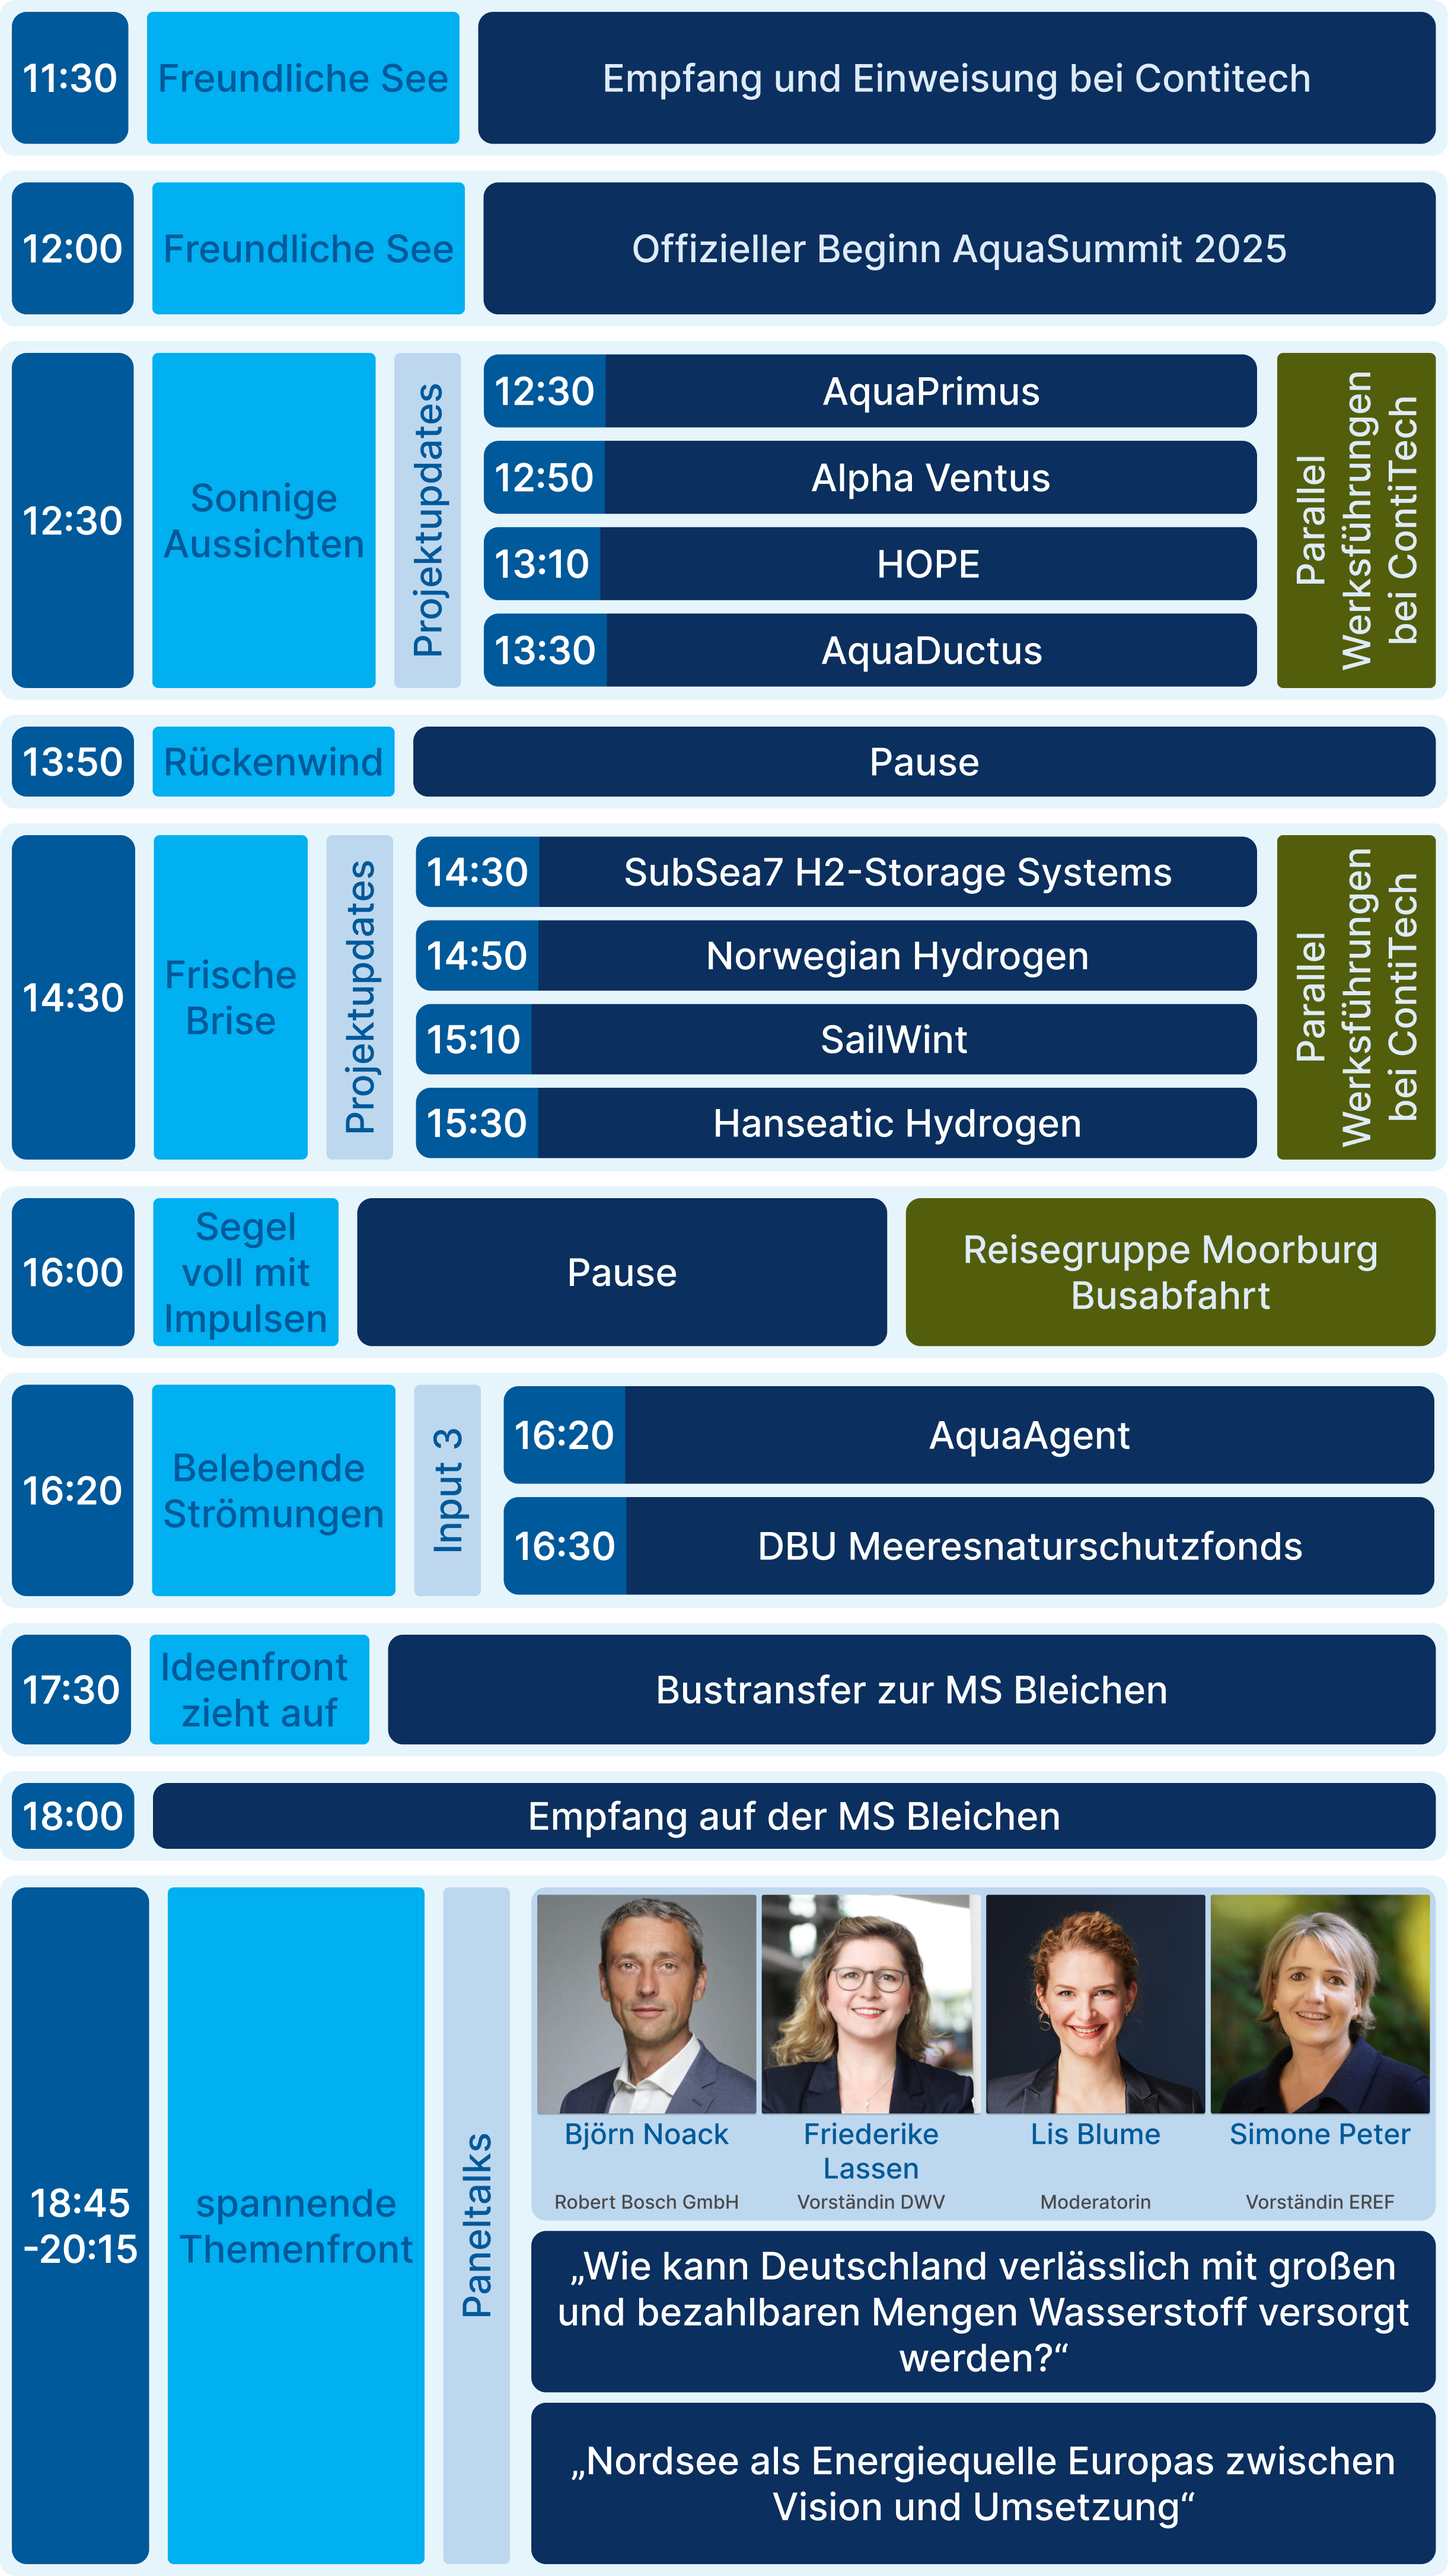 11:30
Freundliche See
Empfang und Einweisung bei Contitech
12:00
Freundliche See
Offizieller Beginn AquaSummit 2025
12:30
Sonnige
Aussichten
Projektupdates
12:30
AquaPrimus
12:50
Alpha Ventus
13:10
HOPE
13:30
AquaDuctus
Parallel
Werksführungen
bei ContiTech
13:50
Rückenwind
Pause
14:30
Frische
Brise
Projektupdates
14:30
SubSea7 H2-Storage Systems
14:50
Norwegian Hydrogen
15:10
SailWint
15:30
Hanseatic Hydrogen
Parallel
Werksführungen
bei ContiTech
16:00
Segel
voll mit
Impulsen
Pause
Reisegruppe Moorburg
Busabfahrt
16:20
Belebende
Strömungen
Input 3
16:20
AquaAgent
16:30
DBU Meeresnaturschutzfonds
17:30
Ideenfront
zieht auf
Bustransfer zur MS Bleichen
18:00
Empfang auf der MS Bleichen
18:45
-20:15
spannende
Themenfront
Paneltalks
Björn Noack
Robert Bosch GmbH
Friederike
Lassen
Vorständin DWV
Lis Blume
Moderatorin
Simone Peter
Vorständin EREF
„Wie kann Deutschland verlässlich mit großen
und bezahlbaren Mengen Wasserstoff versorgt
werden?“
„Nordsee als Energiequelle Europas zwischen
Vision und Umsetzung“